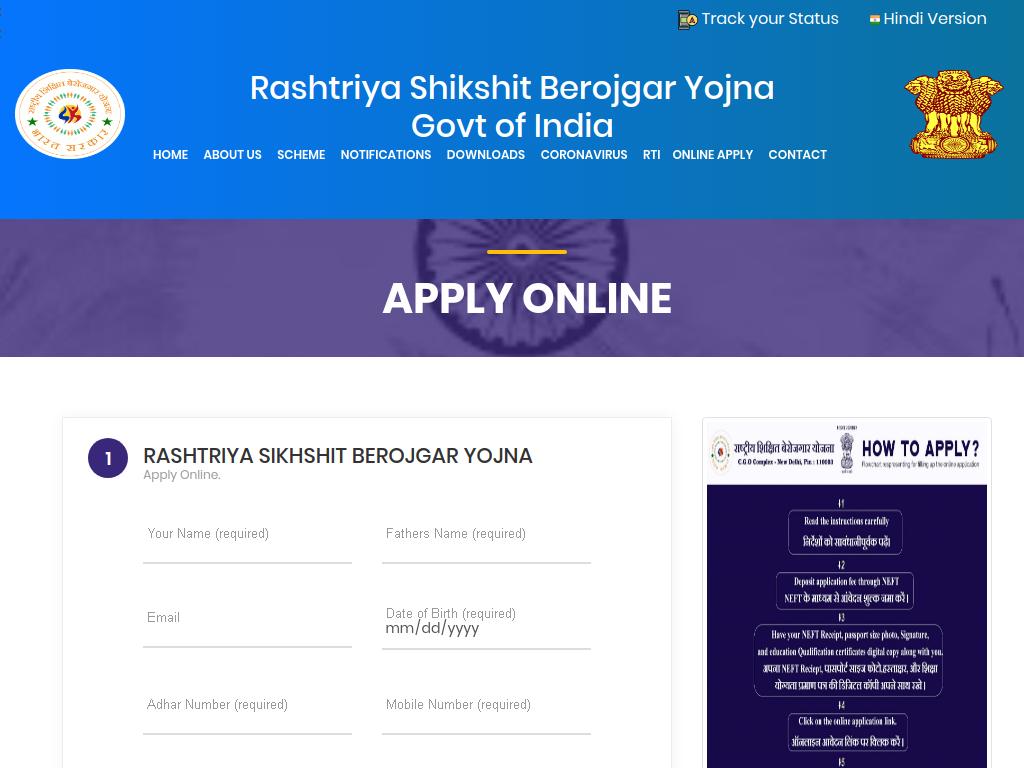 Track your Status
Hindi Version
राष्ट्रीय शिक्षित बेरोजगार योजना
भारत सरकार
Rashtriya Shikshit Berojgar Yojna
Govt of India
HOME ABOUT US SCHEME NOTIFICATIONS DOWNLOADS CORONAVIRUS RTI ONLINE APPLY CONTACT
APPLY ONLINE
1
RASHTRIYA SIKHSHIT BEROJGAR YOJNA
Apply Online.
Your Name (required)
Fathers Name (required)
Email
Date of Birth (required)
mm/dd/yyyy
Adhar Number (required)
Mobile Number (required)
राष्ट्रीय शिक्षित बेरोजगार योजना
C.G.O Complex - New Delhi, Pin : 110003
HOW TO APPLY?
Flowchart respresenting for filling up the online application
#1
Read the instructions carefully
निर्देशों को सावधानीपूर्वक पढ़ें।
#2
Deposit application fee through NEFT
NEFT के माध्यम से आवेदन शुल्क जमा करें।
#3
Have your NEFT Receipt, passport size photo, Signature,
and education Qualification certificates digital copy along with you.
अपना NEFT Reciept, पासपोर्ट साइज फोटो,हस्ताक्षर, और शिक्षा
योग्यता प्रमाण पत्र की डिजिटल कॉपी अपने साथ रखे।
#4
Click on the online application link.
ऑनलाइन आवेदन लिंक पर क्लिक करें।
#5